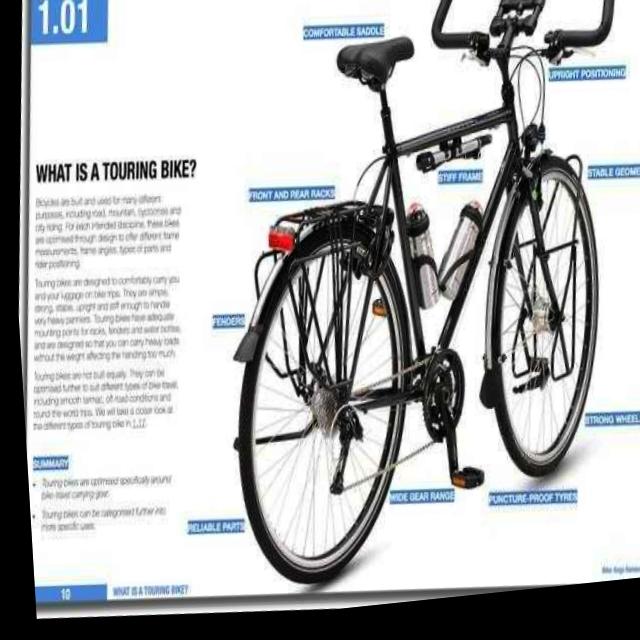 1.01
COMFORTABLE SADDLE
UPRIGHT POSITIONING
WHAT IS A TOURING BIKE?
STIFF FRAME
STABLE GEOME
FRONT AND REAR RACKS
Bicycles are built and used for many different
purposes, including road, mountain, cyclocross and
city riding. For each intended discipline, these bikes
are optimised through design to offer different frame
measurements, frame angles, types of parts and
rider positioning.
Touring bikes are designed to comfortably carry you
and your luggage on bike trips. They are simple,
strong, stable, upright and stiff enough to handle
very heavy panniers. Touring bikes have adequate
mounting points for racks, fenders and water bottles,
and are designed so that you can carry heavy loads
without the weight affecting the handling too much.
FENDERS
Touring bikes are not built equally. They can be
optimised further to suit different types of bike travel,
including smooth tarmac, off-road conditions and
round the world trips. We will take a closer look at
the different types of touring bike in 1.12.
STRONG WHEEL
SUMMARY
• Touring bikes are optimised specifically around
bike travel carrying gear.
• Touring bikes can be categorised further into
more specific uses.
WIDE GEAR RANGE
PUNCTURE-PROOF TYRES
RELIABLE PARTS
10 WHAT IS A TOURING BIKE?